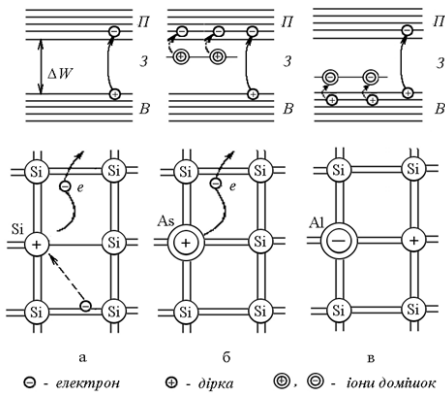 П П П
ΔW З З З
В В В
Si Si Si Si Si Si
e e
Si As Al
Si Si Si
Si Si Si Si Si Si
а б в
- електрон - дірка , - іони домішок